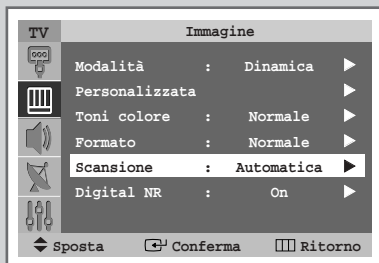 TV Immagine
Modalità : Dinamica
Personalizzata
Toni colore : Normale
Formato : Normale
Scansione : Automatica
Digital NR : On
Sposta Conferma Ritorno